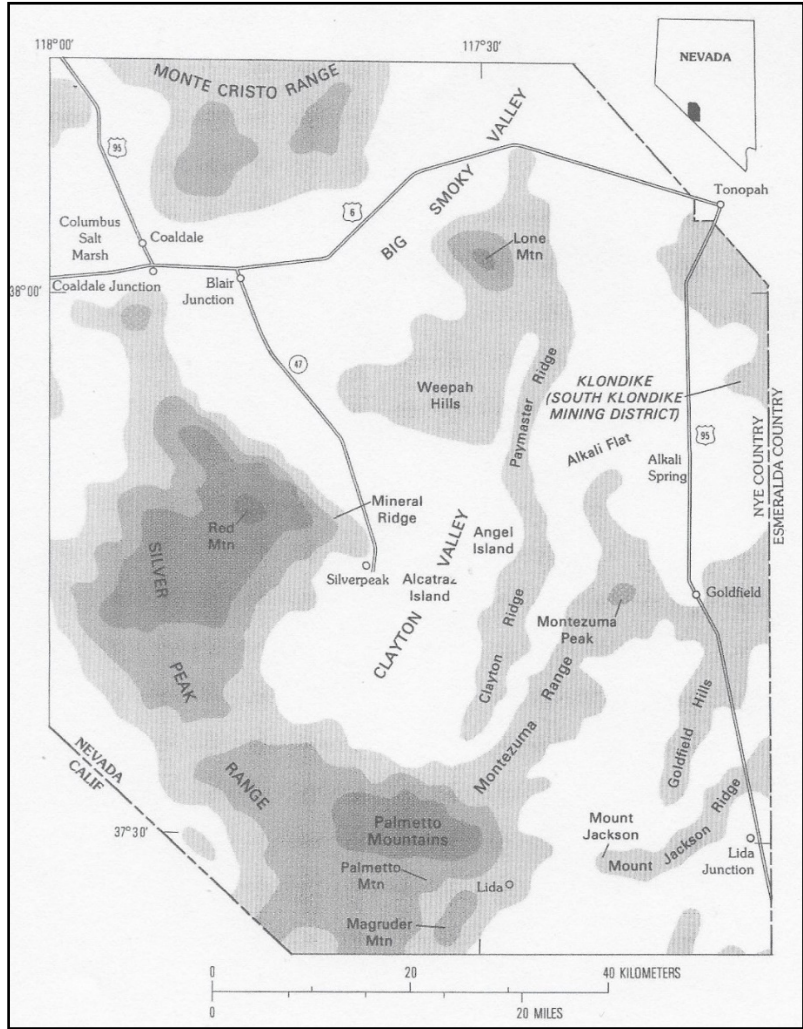 118°00'
117°30'
MONTE CRISTO RANGE
NEVADA
95
BIG SMOKY VALLEY
6
Tonopah
Columbus
Salt
Marsh
Coaldale
Lone
Mtn
Coaldale Junction
Blair
Junction
38°00'
47
Weepah
Hills
Paymaster Ridge
KLONDIKE
(SOUTH KLONDIKE
MINING DISTRICT)
Alkali Flat
95
Alkali
Spring
NYE COUNTRY
ESMERALDA COUNTRY
Mineral
Ridge
Red
Mtn
SILVER
PEAK
RANGE
Silverpeak
CLAYTON VALLEY
Angel
Island
Alcatraz
Island
Clayton Ridge
Goldfield
Montezuma
Peak
Montezuma Range
Goldfield Hills
NEVADA
CALIF
37°30'
Palmetto
Mountains
Mount
Jackson
Mount Jackson Ridge
Lida
Junction
Palmetto
Mtn
Lida
Magruder
Mtn
0 20 40 KILOMETERS
0 20 MILES